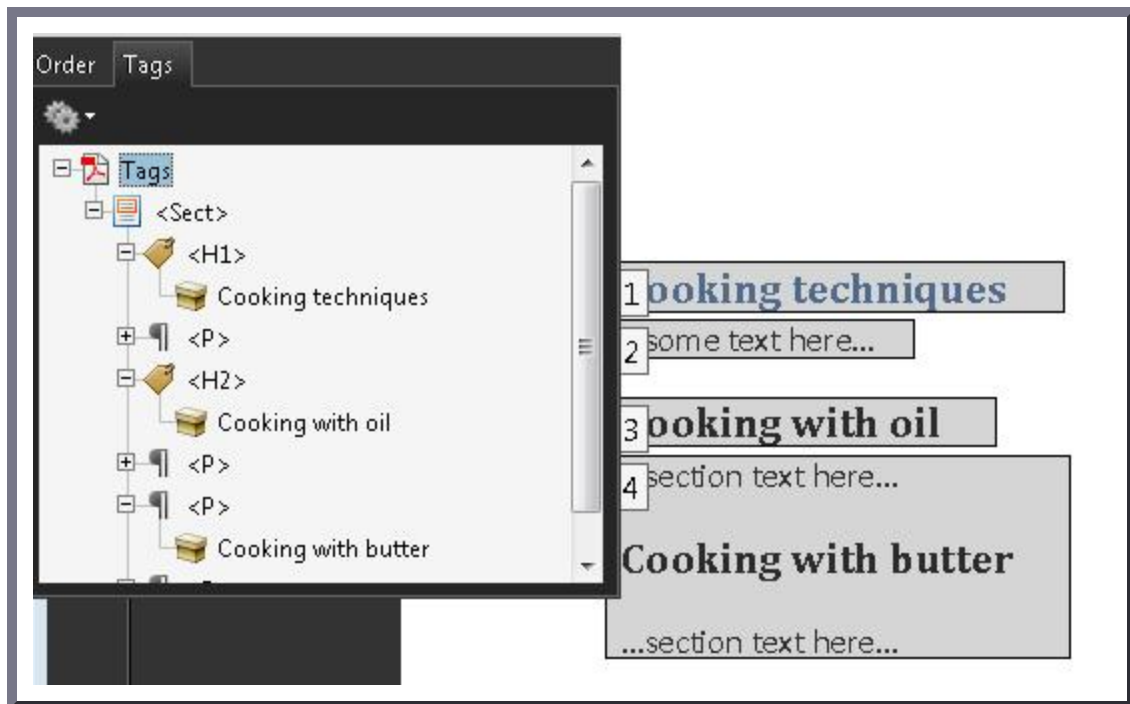 Order Tags
Tags
<Sect>
<H1>
Cooking techniques
<P>
<H2>
Cooking with oil
<P>
<P>
Cooking with butter
1 ooking techniques
2 some text here...
3 ooking with oil
4 section text here...
Cooking with butter
...section text here...